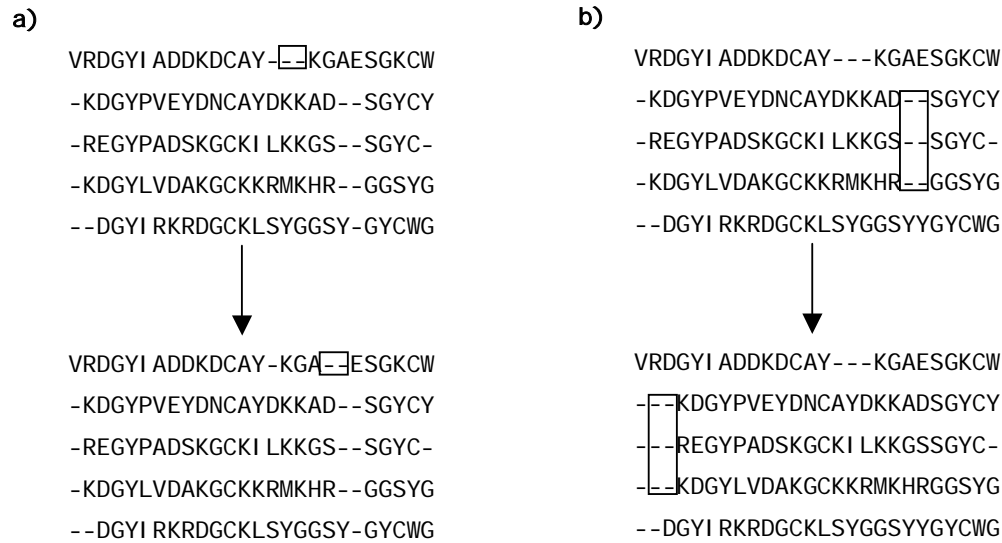 a)
VRDGYIADDKDCAY---KGAESGKCW
-KDGYPVEYDNCAYDKKAD--SGYCY
-REGYPADSKGCKILKKGS--SGYC-
-KDGYLVDAKGCKKRMKHR--GGSYG
--DGYIRKRDGCKLSYGGSY-GYCWG
VRDGYIADDKDCAY-KGA--ESGKCW
-KDGYPVEYDNCAYDKKAD--SGYCY
-REGYPADSKGCKILKKGS--SGYC-
-KDGYLVDAKGCKKRMKHR--GGSYG
--DGYIRKRDGCKLSYGGSY-GYCWG
b)
VRDGYIADDKDCAY---KGAESGKCW
-KDGYPVEYDNCAYDKKAD--SGYCY
-REGYPADSKGCKILKKGS--SGYC-
-KDGYLVDAKGCKKRMKHR--GGSYG
--DGYIRKRDGCKLSYGGSYYGYCWG
VRDGYIADDKDCAY---KGAESGKCW
---KDGYPVEYDNCAYDKKADSGYCY
---REGYPADSKGCKILKKGSSGYC-
---KDGYLVDAKGCKKRMKHRGGSYG
--DGYIRKRDGCKLSYGGSYYGYCWG